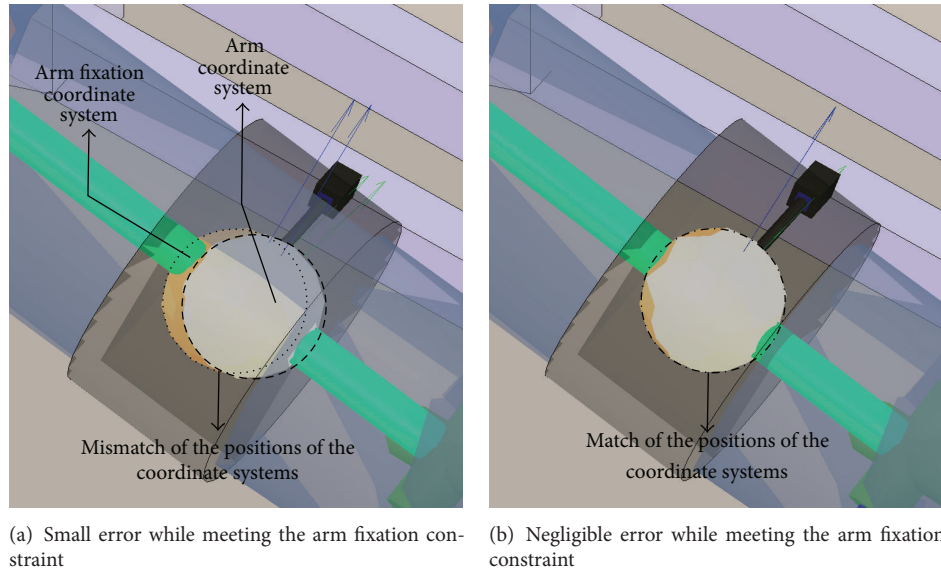 Arm fixation
coordinate
system
Arm
coordinate
system
Mismatch of the positions of the
coordinate systems
(a) Small error while meeting the arm fixation con-
straint
Match of the positions of the
coordinate systems
(b) Negligible error while meeting the arm fixation
constraint